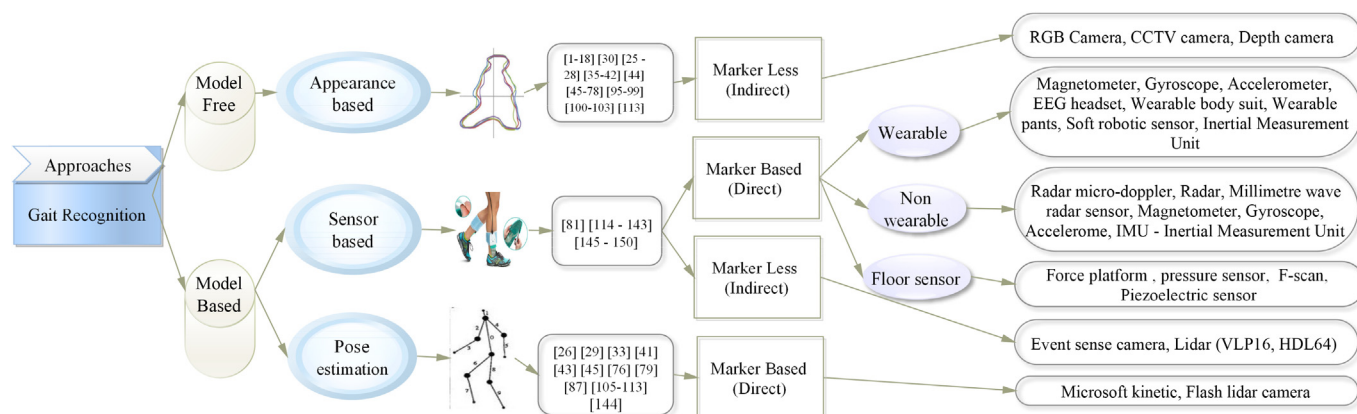 Approaches
Gait Recognition
Model
Free
Model
Based
Appearance
based
Sensor
based
Pose
estimation
[1-18] [30] [25 -
28] [35-42] [44]
[45-78] [95-99]
[100-103] [113]
[81] [114 - 143]
[145 - 150]
[26] [29] [33] [41]
[43] [45] [76] [79]
[87] [105-113]
[144]
Marker Less
(Indirect)
Marker Based
(Direct)
Marker Less
(Indirect)
Marker Based
(Direct)
Wearable
Non
wearable
Floor sensor
RGB Camera, CCTV camera, Depth camera
Magnetometer, Gyroscope, Accelerometer,
EEG headset, Wearable body suit, Wearable
pants, Soft robotic sensor, Inertial Measurement
Unit
Radar micro-doppler, Radar, Millimetre wave
radar sensor, Magnetometer, Gyroscope,
Accelerome, IMU - Inertial Measurement Unit
Force platform , pressure sensor, F-scan,
Piezoelectric sensor
Event sense camera, Lidar (VLP16, HDL64)
Microsoft kinetic, Flash lidar camera